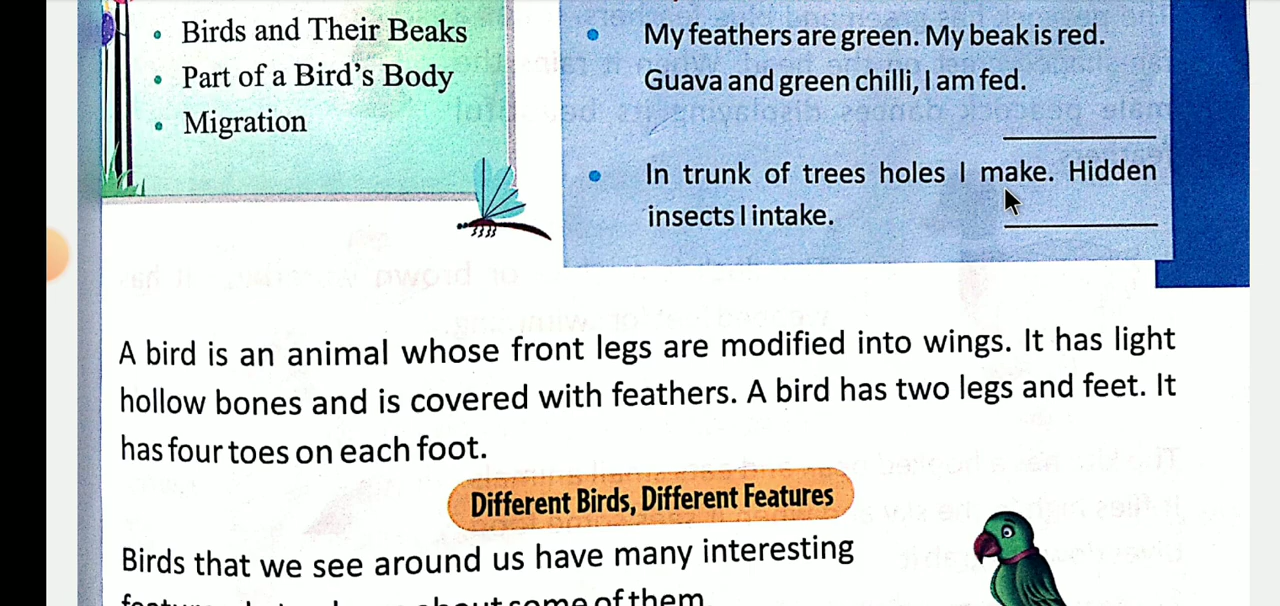 • Birds and Their Beaks
• Part of a Bird's Body
• Migration
• My feathers are green. My beak is red.
Guava and green chilli, I am fed.
• In trunk of trees holes I make. Hidden
insects I intake.
A bird is an animal whose front legs are modified into wings. It has light
hollow bones and is covered with feathers. A bird has two legs and feet. It
has four toes on each foot.
Different Birds, Different Features
Birds that we see around us have many interesting
about some of them